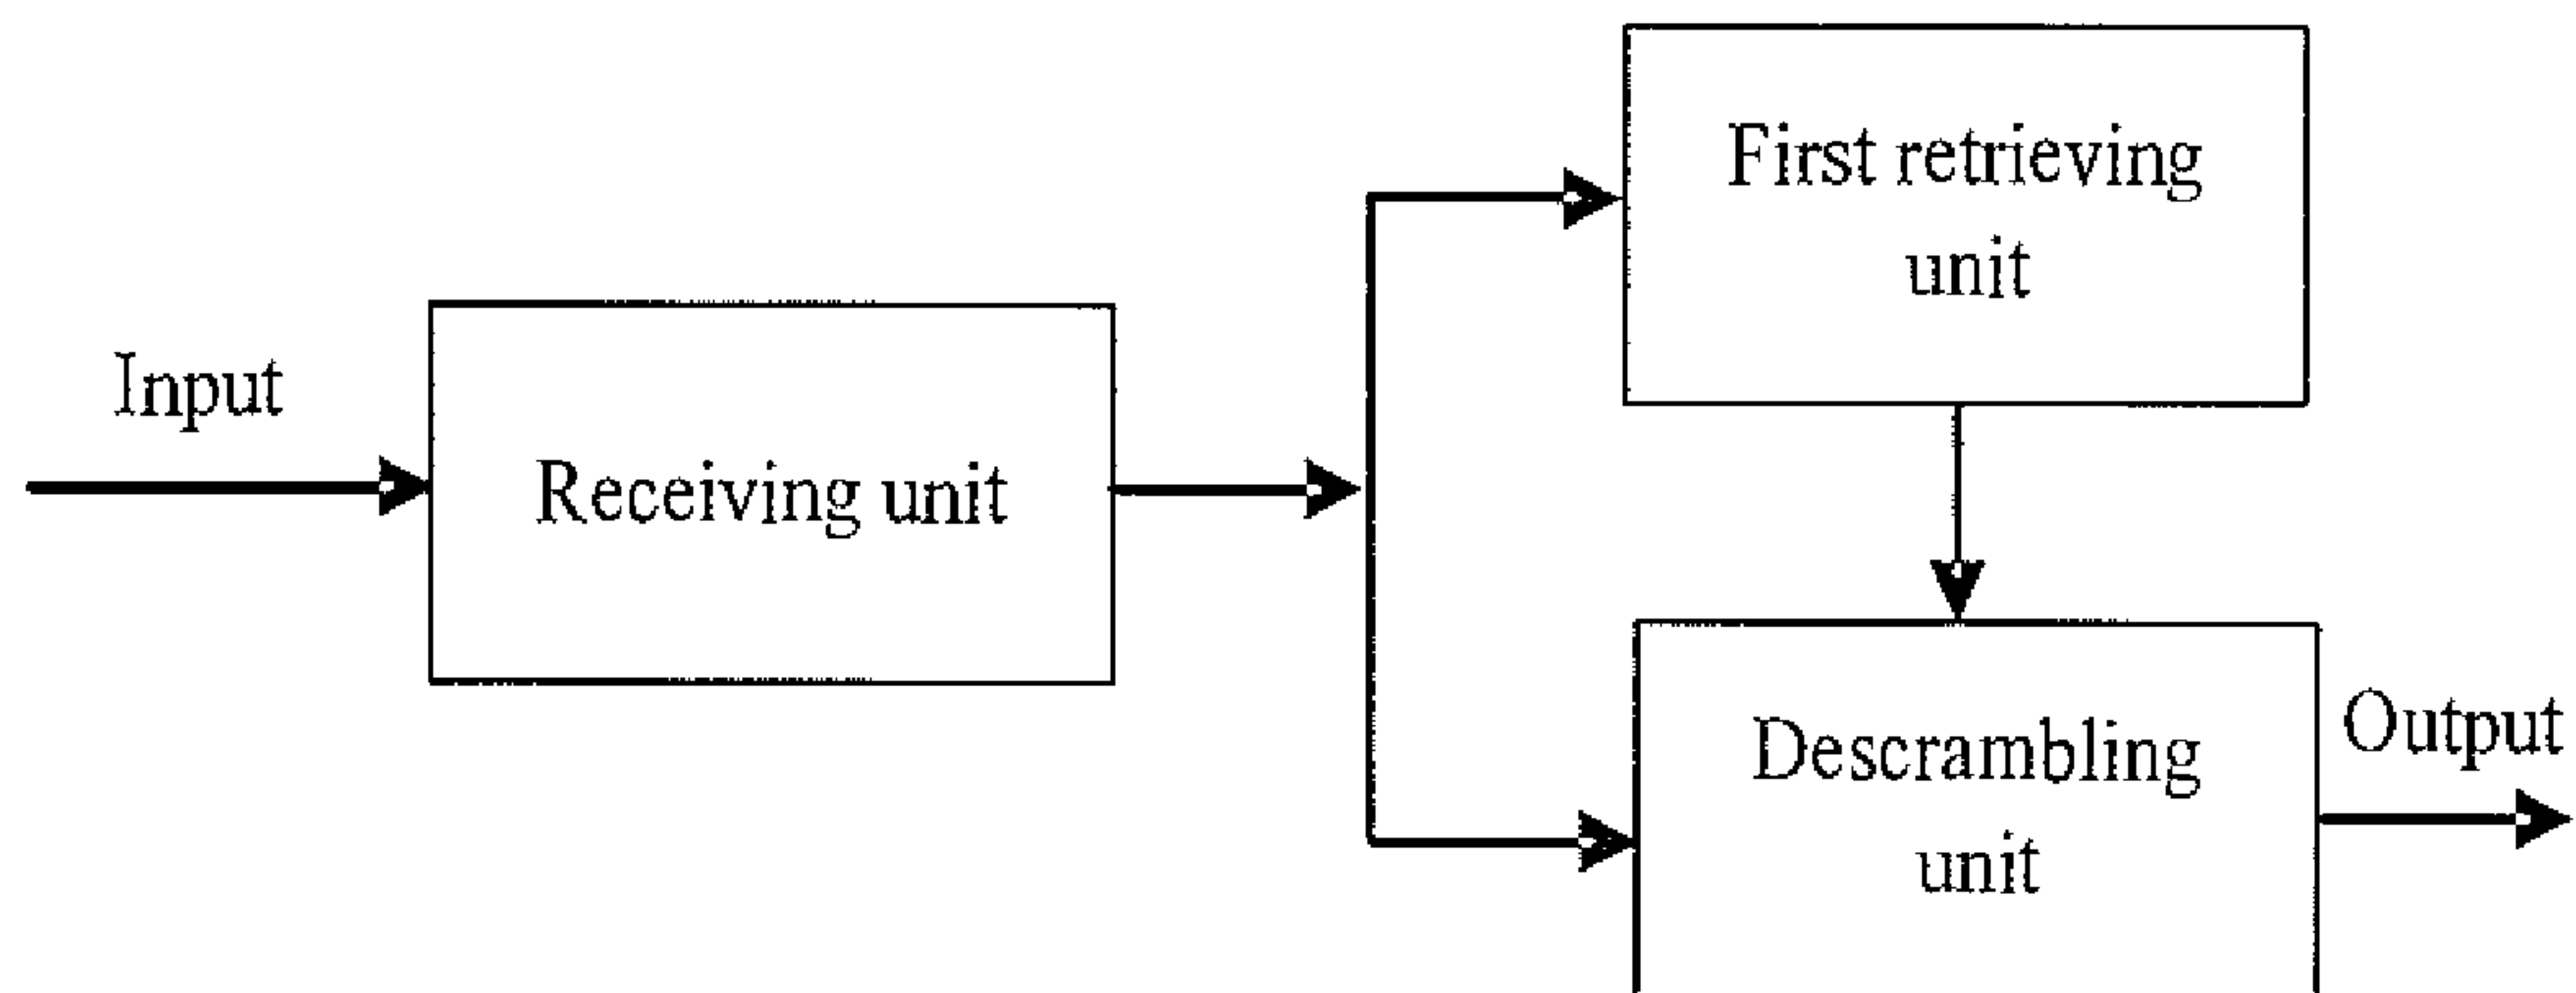 Input
Receiving unit
First retrieving
unit
Descrambling
unit
Output